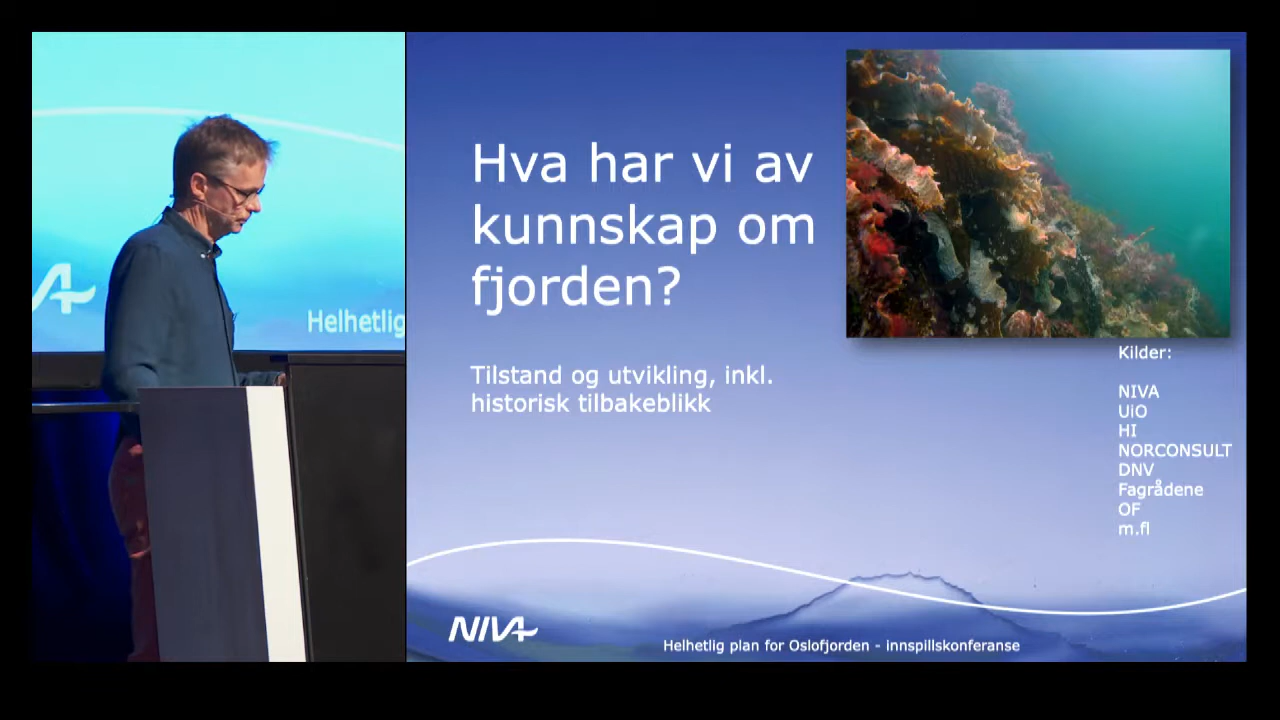 Helhetlig
Hva har vi av
kunnskap om
fjorden?
Tilstand og utvikling, inkl.
historisk tilbakeblikk
Kilder:
NIVA
UiO
HI
NORCONSULT
DNV
Fagrådene
OF
m.fl
NIVA
Helhetlig plan for Oslofjorden - innspillskonferanse